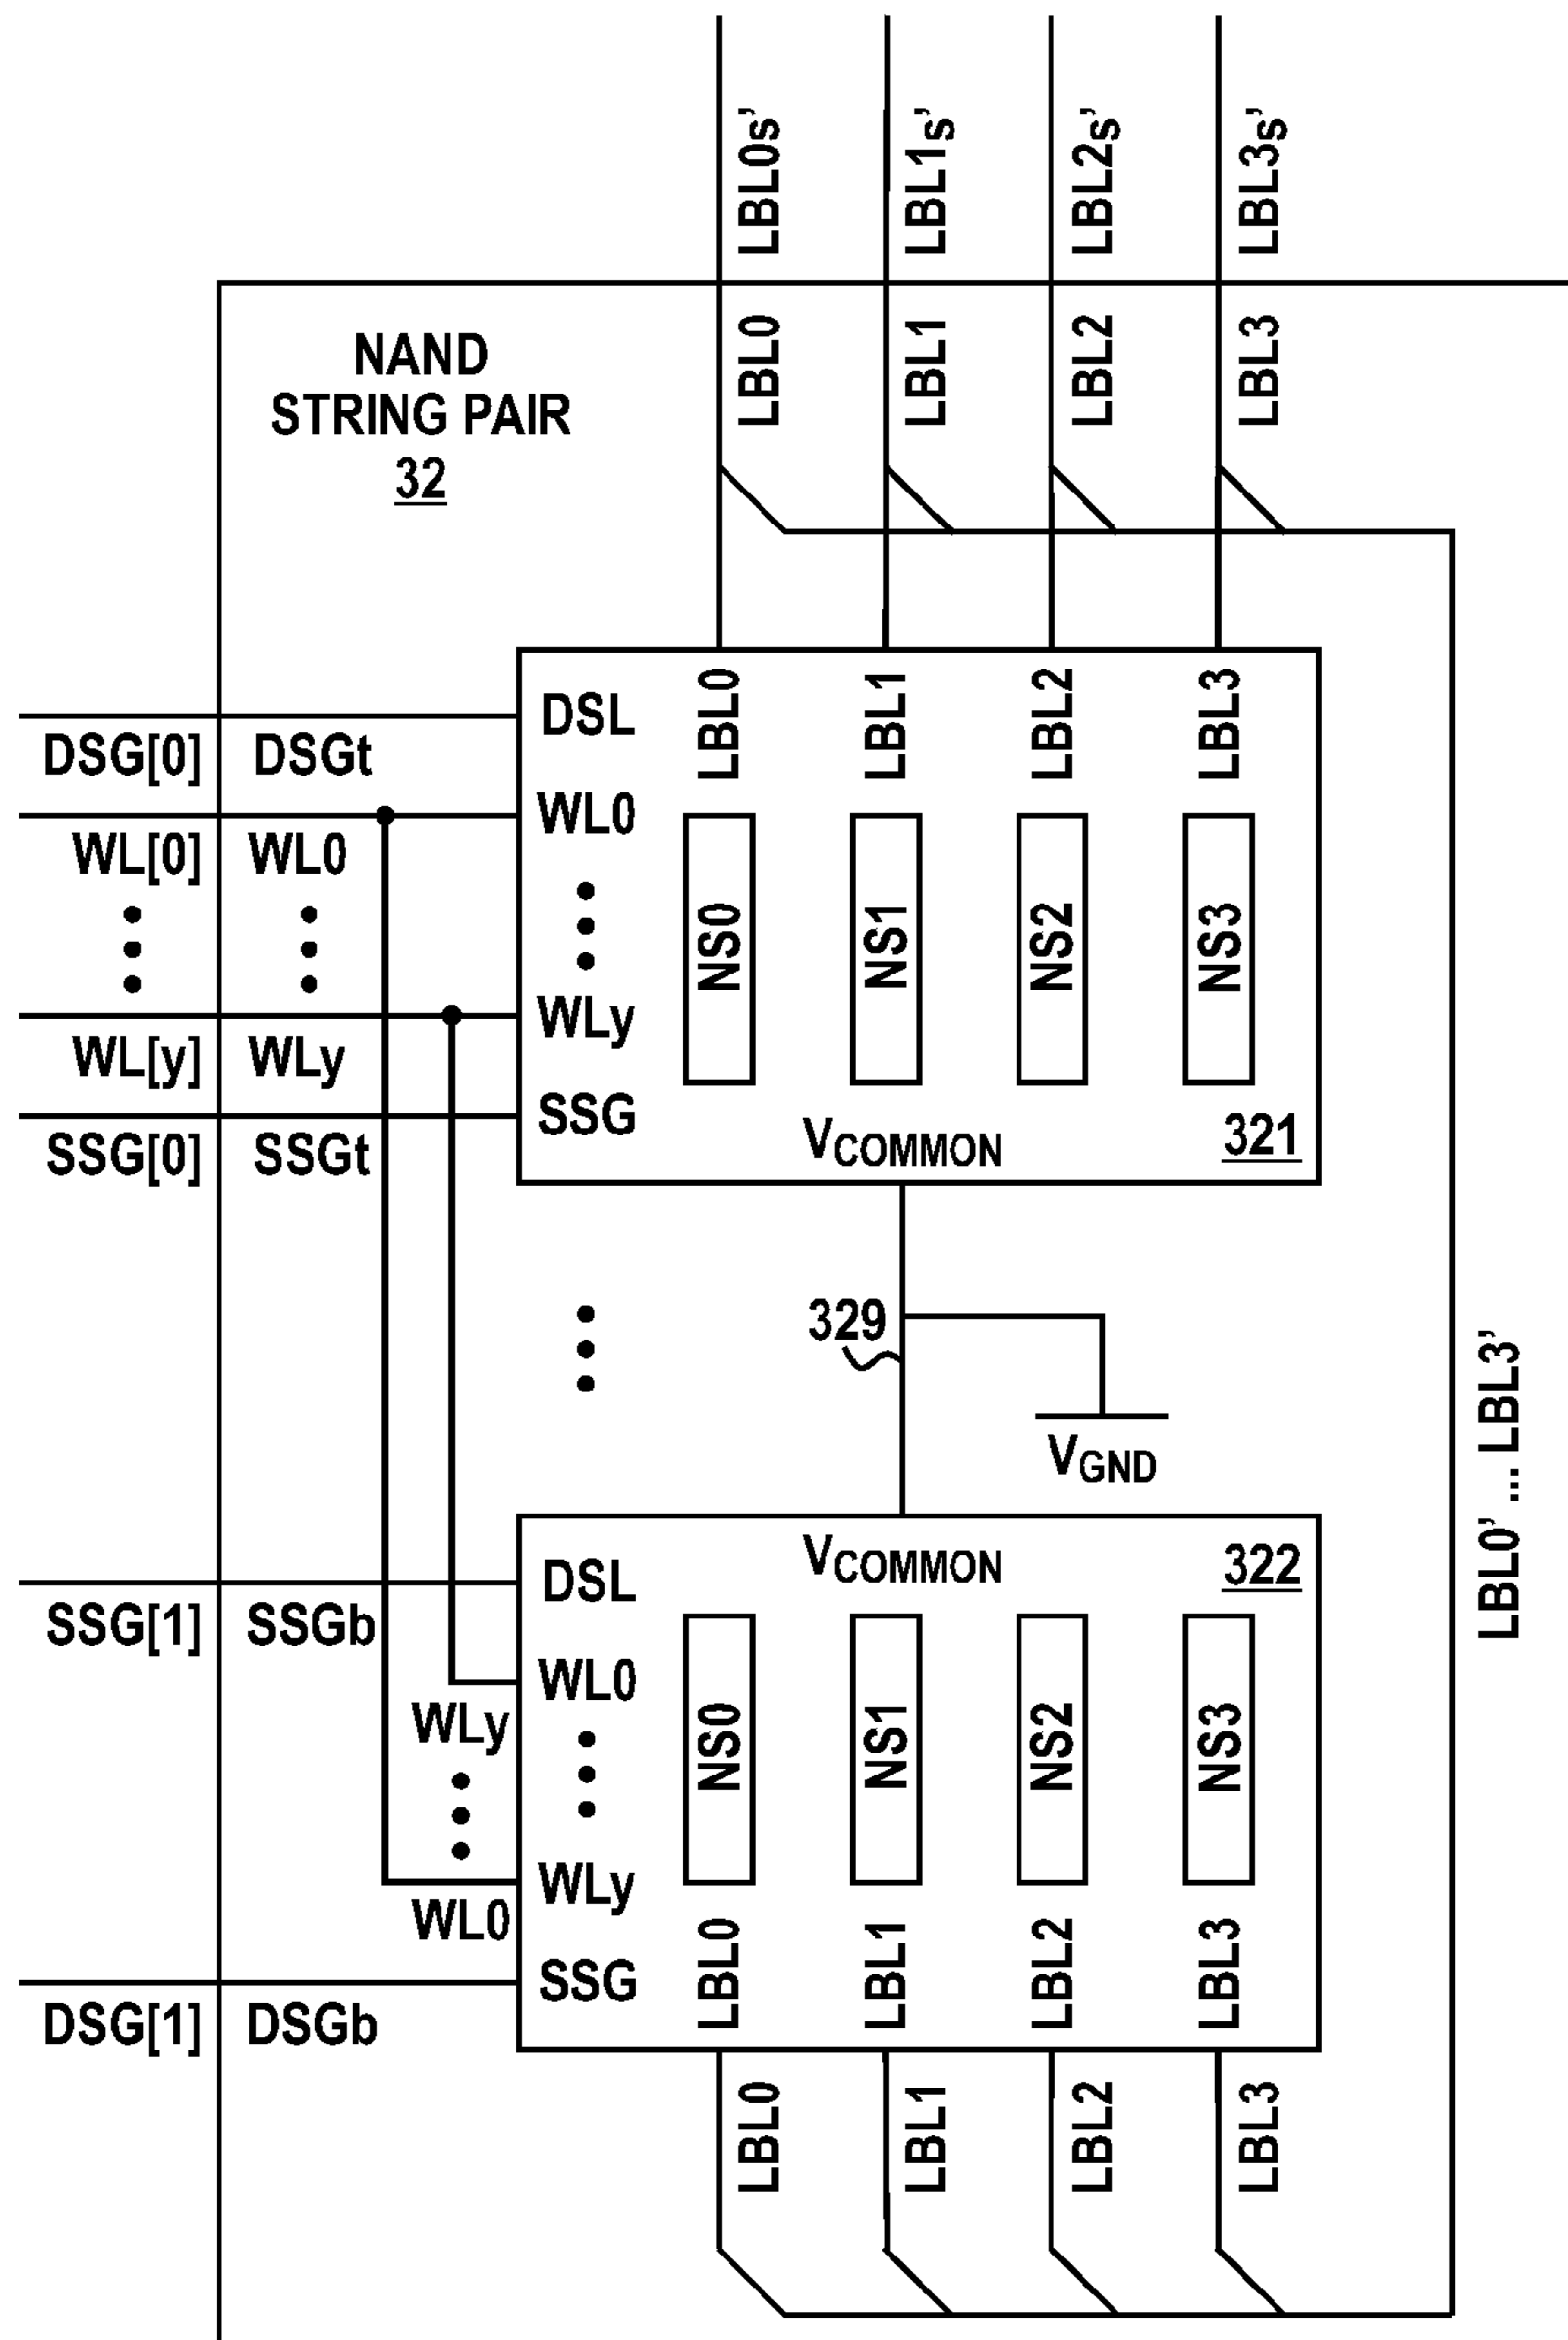 LBL0s’ LBL1s’ LBL2s’ LBL3s’
NAND
STRING PAIR
32
LBL0 LBL1 LBL2 LBL3
DSL LBL0 LBL1 LBL2 LBL3
DSG[0] DSGt
WL0
WL[0] WL0
NS0 NS1 NS2 NS3
WLy
WL[y] WLy
SSG
VCOMMON 321
SSG[0] SSGt
329
VGND
LBL0’ ... LBL3’
VCOMMON 322
DSL
SSG[1] SSGb
WL0
WLy
NS0 NS1 NS2 NS3
WLy
WL0
SSG LBL0 LBL1 LBL2 LBL3
DSG[1] DSGb
LBL0 LBL1 LBL2 LBL3